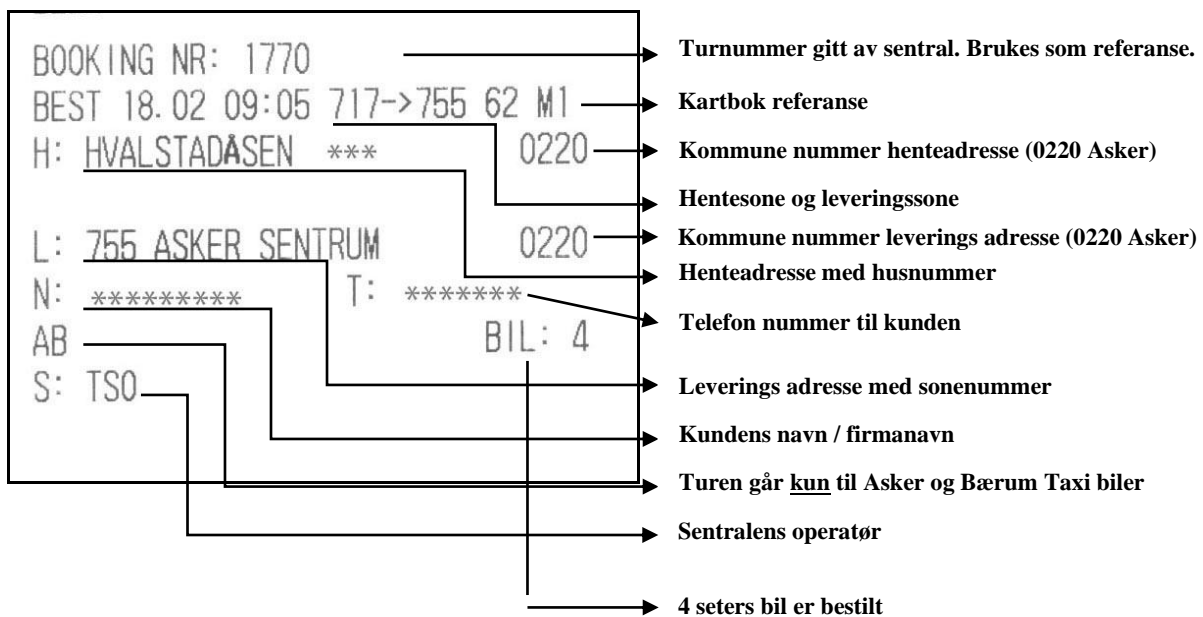 BOOKING NR: 1770
BEST 18.02 09:05 717->755 62 M1
H: HVALSTADÅSEN *** 0220
L: 755 ASKER SENTRUM 0220
N: ********* T: *******
AB BIL: 4
S: TSO
Turnummer gitt av sentral. Brukes som referanse.
Kartbok referanse
Kommune nummer henteadresse (0220 Asker)
Hentesone og leveringssone
Kommune nummer leverings adresse (0220 Asker)
Henteadresse med husnummer
Telefon nummer til kunden
Leverings adresse med sonenummer
Kundens navn / firmanavn
Turen går kun til Asker og Bærum Taxi biler
Sentralens operatør
4 seters bil er bestilt